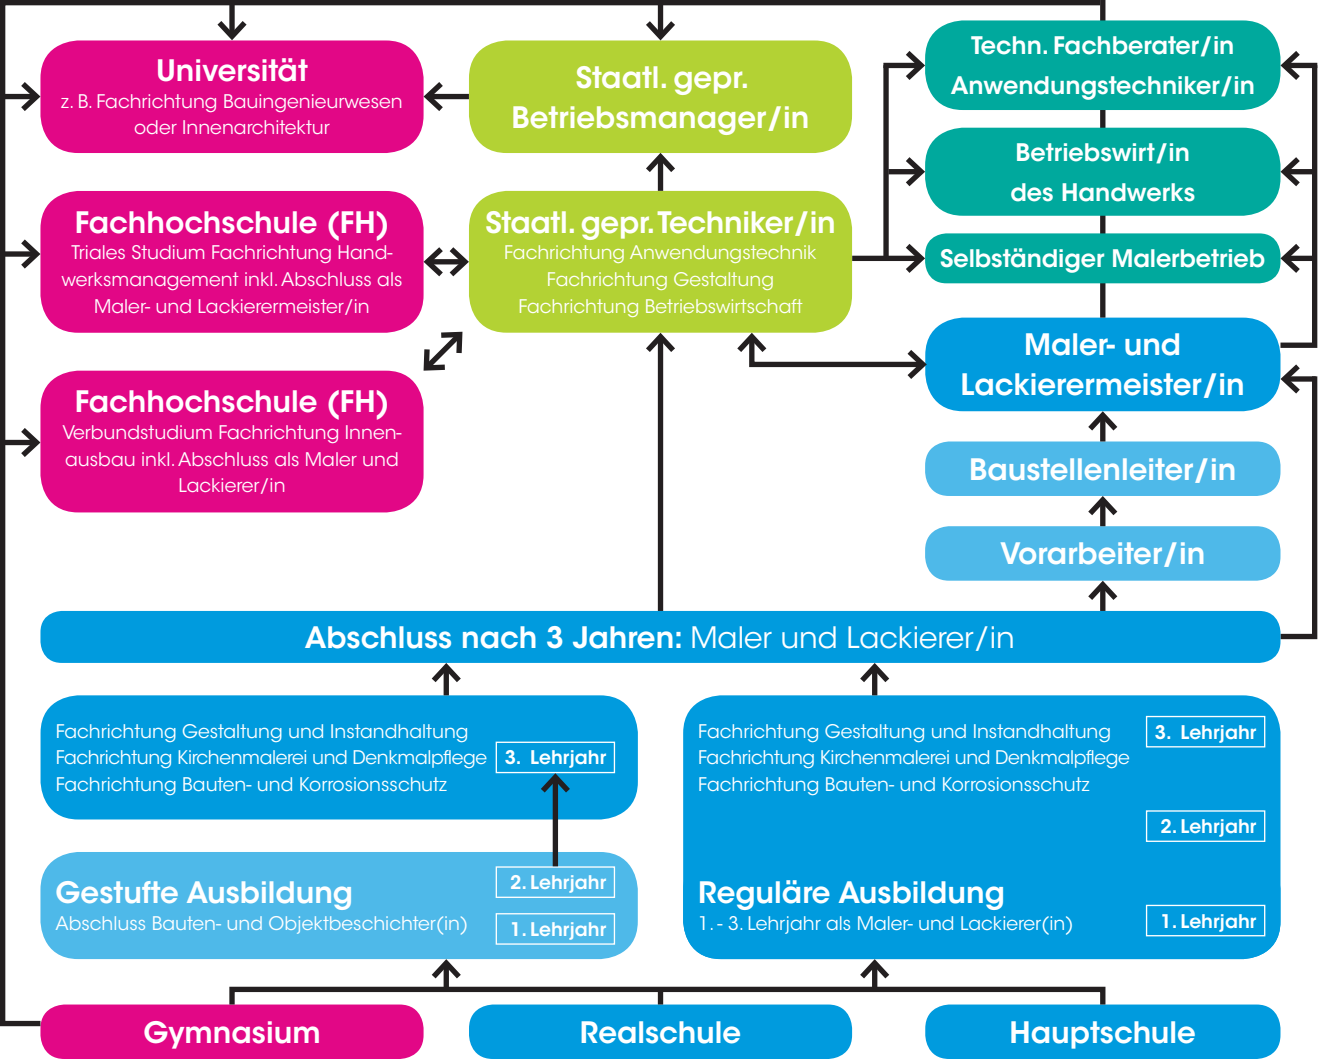 Universität
z. B. Fachrichtung Bauingenieurwesen
oder Innenarchitektur
Staatl. gepr.
Betriebsmanager/in
Techn. Fachberater/in
Anwendungstechniker/in
Betriebswirt/in
des Handwerks
Fachhochschule (FH)
Triales Studium Fachrichtung Hand-
werksmanagement inkl. Abschluss als
Maler- und Lackierermeister/in
Staatl. gepr. Techniker/in
Fachrichtung Anwendungstechnik
Fachrichtung Gestaltung
Fachrichtung Betriebswirtschaft
Selbständiger Malerbetrieb
Maler- und
Lackierermeister/in
Fachhochschule (FH)
Verbundstudium Fachrichtung Innen-
ausbau inkl. Abschluss als Maler und
Lackierer/in
Baustellenleiter/in
Vorarbeiter/in
Abschluss nach 3 Jahren: Maler und Lackierer/in
Fachrichtung Gestaltung und Instandhaltung
Fachrichtung Kirchenmalerei und Denkmalpflege
Fachrichtung Bauten- und Korrosionsschutz
3. Lehrjahr
Gestufte Ausbildung
Abschluss Bauten- und Objektbeschichter(in)
2. Lehrjahr
1. Lehrjahr
Fachrichtung Gestaltung und Instandhaltung
Fachrichtung Kirchenmalerei und Denkmalpflege
Fachrichtung Bauten- und Korrosionsschutz
3. Lehrjahr
2. Lehrjahr
Reguläre Ausbildung
1. - 3. Lehrjahr als Maler- und Lackierer(in)
1. Lehrjahr
Gymnasium
Realschule
Hauptschule